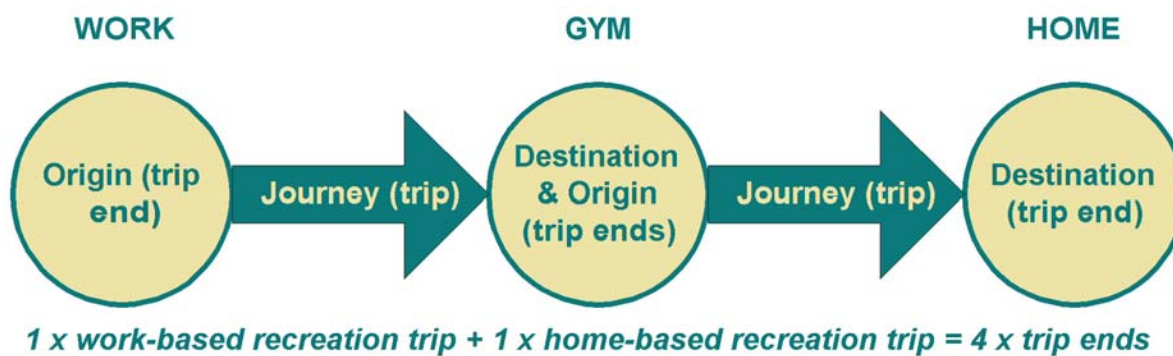 WORK
GYM
HOME
Origin (trip
end)
Journey (trip)
Destination
& Origin
(trip ends)
Journey (trip)
Destination
(trip end)
1 x work-based recreation trip + 1 x home-based recreation trip = 4 x trip ends